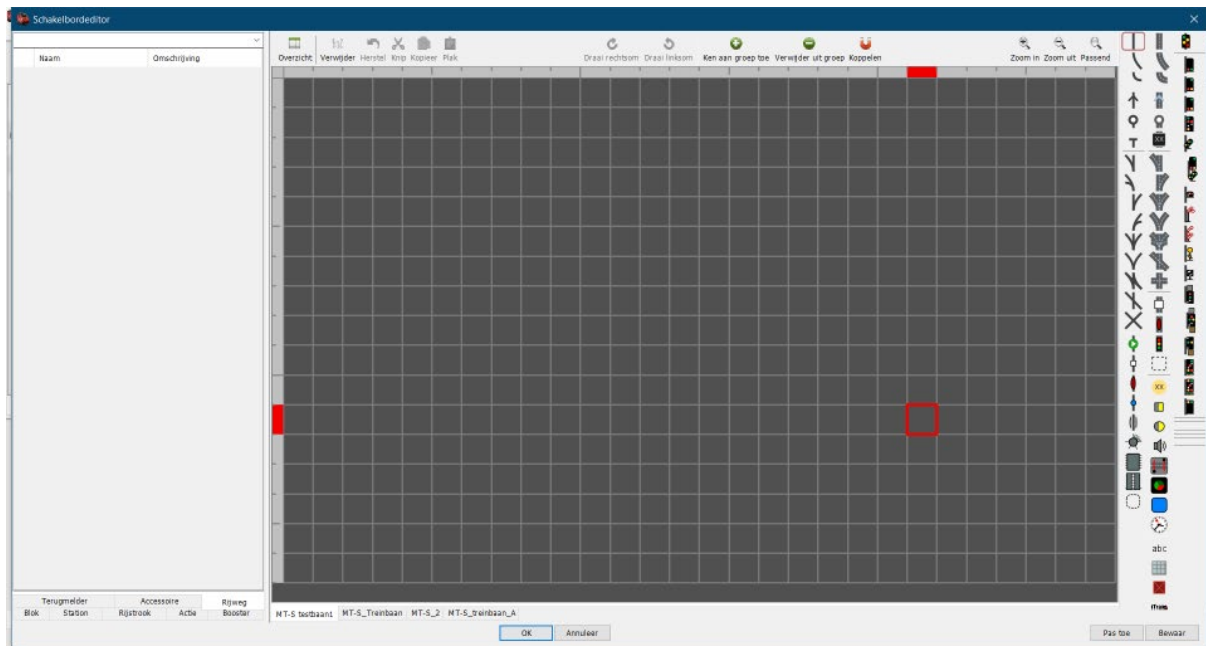 Schakelbordeditor
Naam Omschrijving
Overzicht Verwijder Herstel Knip Kopieer Plak Draai rechtsom Draai linksom Ken aan groep toe Verwijder uit groep Koppelen Zoom in Zoom uit Passend
XX
XX
abc
Terugmelder Accessoire Rijweg
Blok Station Rijstrook Actie Booster
MT-S testbaan1 MT-S_Treinbaan MT-S_2 MT-S_treinbaan_A
OK Annuleer Pas toe Bewaar